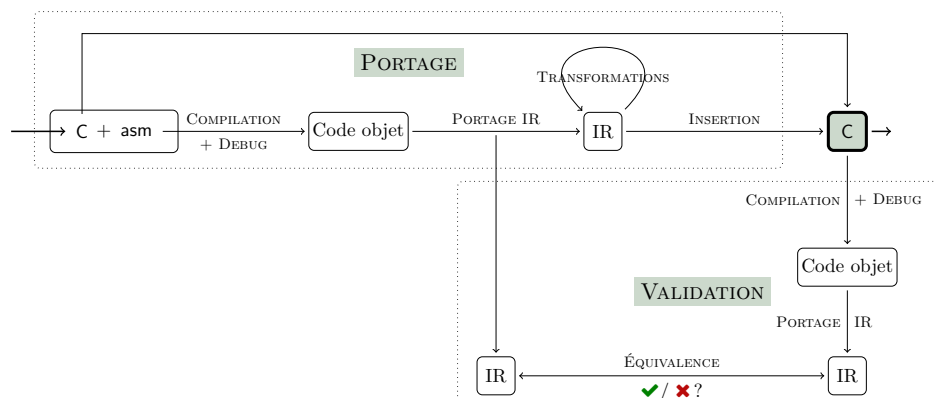 PORTAGE
TRANSFORMATIONS
C + asm
COMPILATION
+ DEBUG
Code objet
PORTAGE IR
IR
INSERTION
C
COMPILATION + DEBUG
Code objet
VALIDATION
PORTAGE IR
ÉQUIVALENCE
IR
IR
✔ / ✖ ?